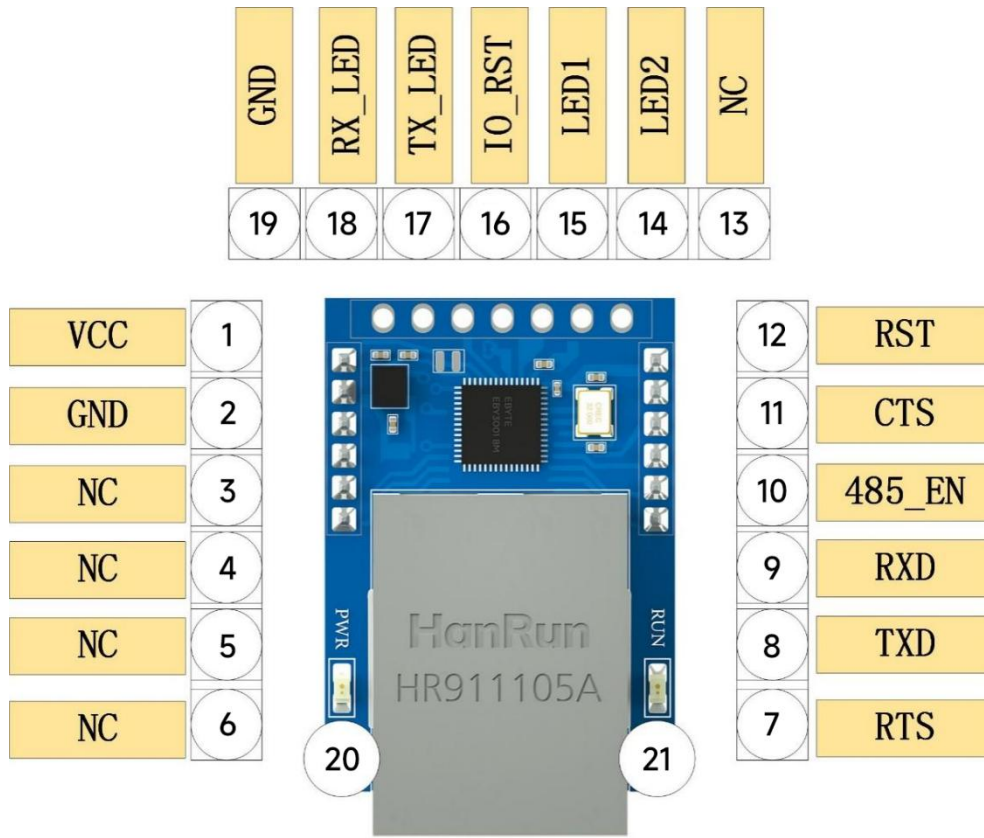 GND
RX_LED
TX_LED
IO_RST
LED1
LED2
NC
19
18
17
16
15
14
13
VCC
1
GND
2
NC
3
NC
4
NC
5
NC
6
12
RST
11
CTS
10
485_EN
9
RXD
8
TXD
7
RTS
EBYTE
PWR
RUN
HanRun
HR911105A
20
21